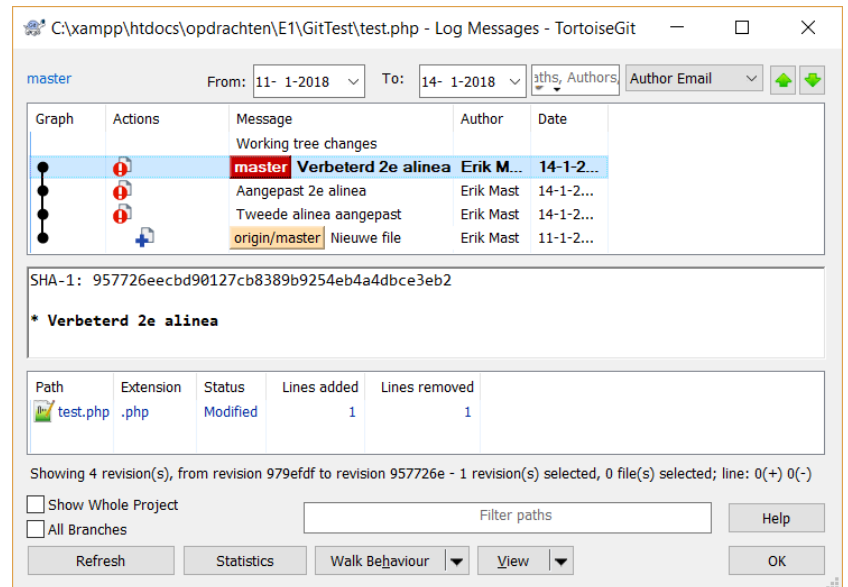 C:\xampp\htdocs\opdrachten\E1\GitTest\test.php - Log Messages - TortoiseGit
master From: 11- 1-2018 To: 14- 1-2018 aths, Authors, Author Email
Graph Actions Message Author Date
Working tree changes
master Verbeterd 2e alinea Erik M... 14-1-2...
Aangepast 2e alinea Erik Mast 14-1-2...
Tweede alinea aangepast Erik Mast 14-1-2...
origin/master Nieuwe file Erik Mast 11-1-2...
SHA-1: 957726eecbd90127cb8389b9254eb4a4dbce3eb2
* Verbeterd 2e alinea
Path Extension Status Lines added Lines removed
test.php .php Modified 1 1
Showing 4 revision(s), from revision 979efdf to revision 957726e - 1 revision(s) selected, 0 file(s) selected; line: 0(+) 0(-)
Show Whole Project
All Branches
Filter paths
Help
Refresh Statistics Walk Behaviour View OK